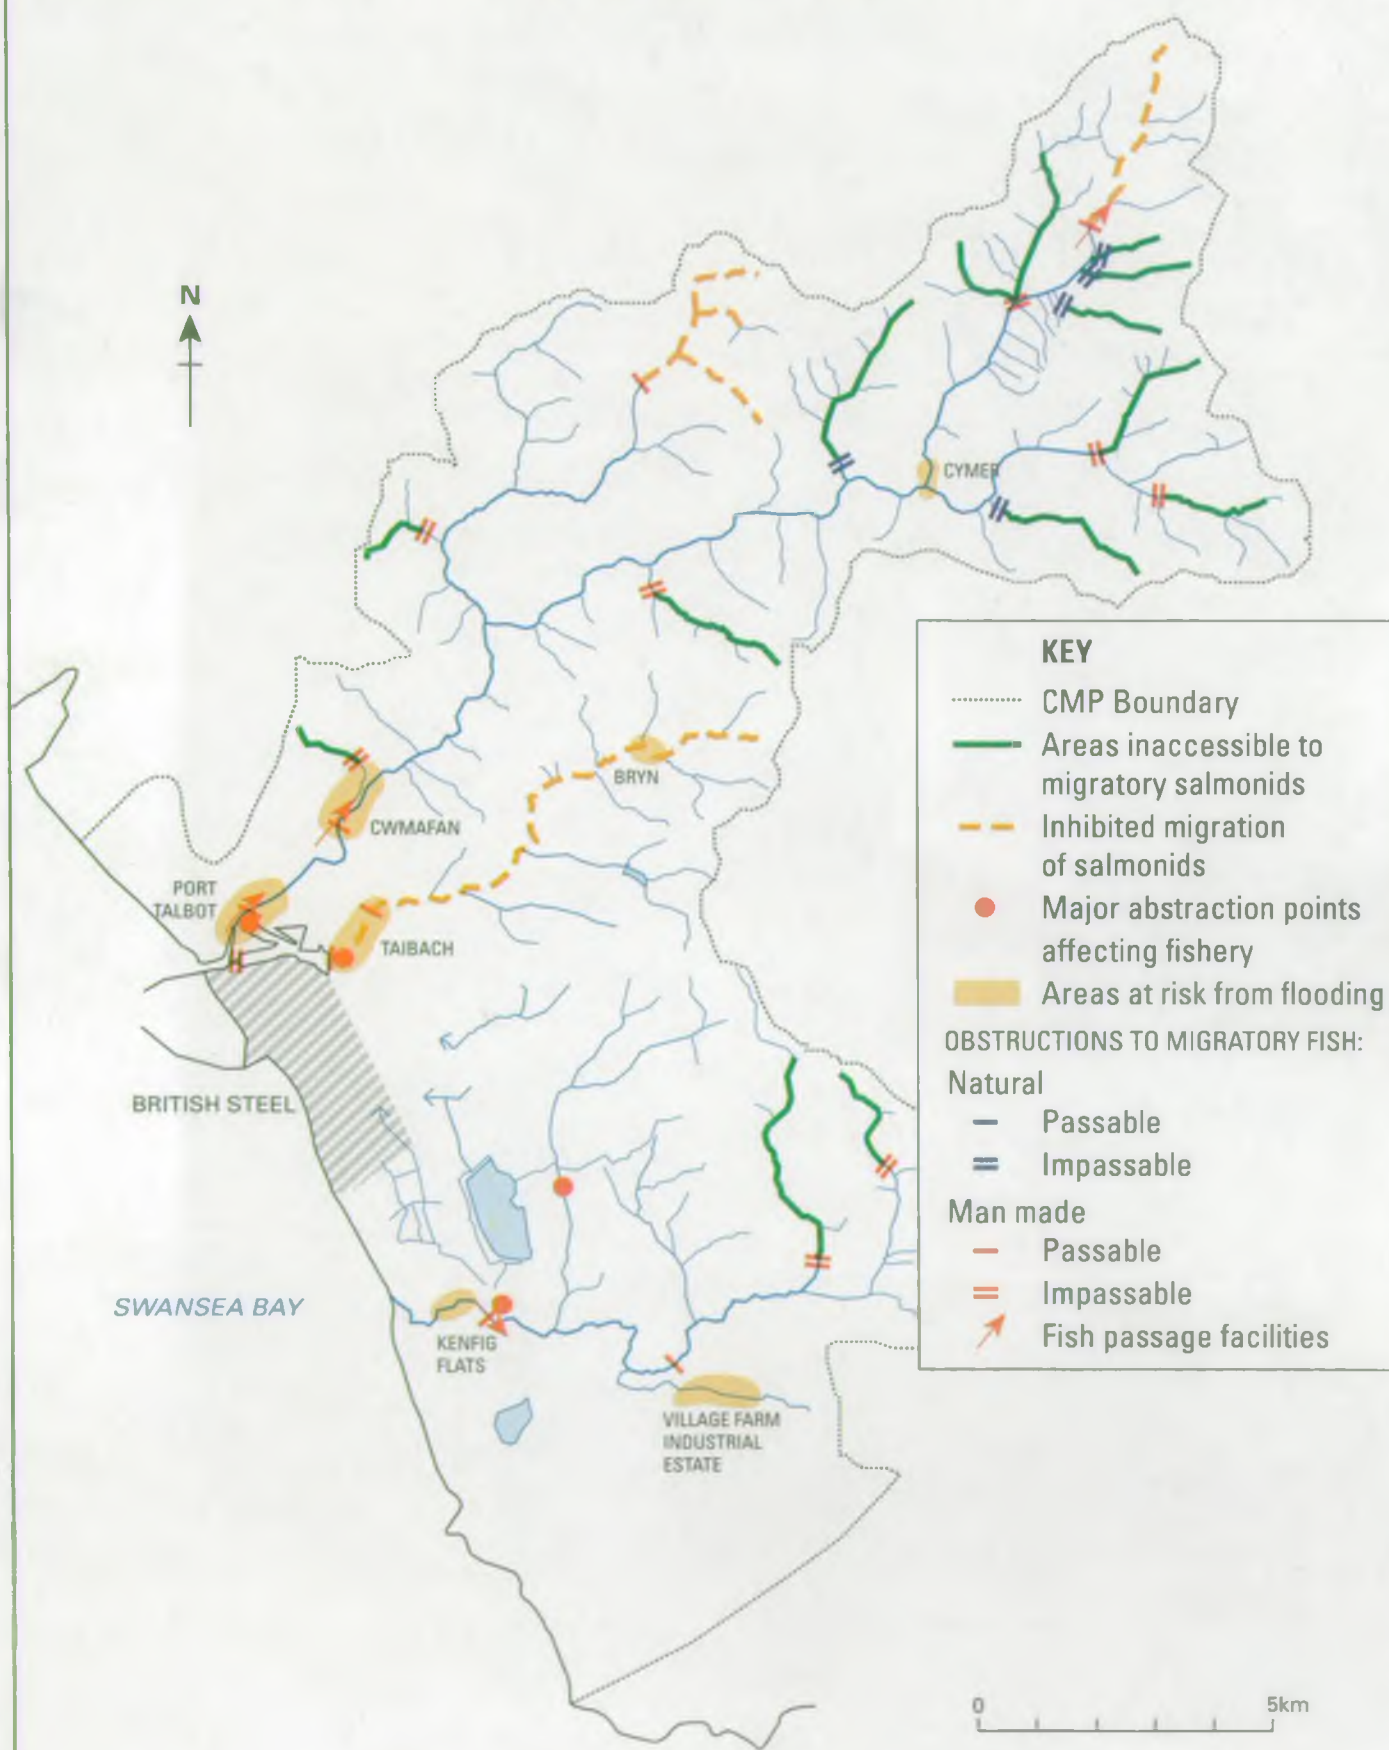 N
CYMER
BRYN
CWMAFAN
PORT
TALBOT
TAIBACH
BRITISH STEEL
SWANSEA BAY
KENFIG
FLATS
VILLAGE FARM
INDUSTRIAL
ESTATE
KEY
CMP Boundary
Areas inaccessible to
migratory salmonids
Inhibited migration
of salmonids
Major abstraction points
affecting fishery
Areas at risk from flooding
OBSTRUCTIONS TO MIGRATORY FISH:
Natural
Passable
Impassable
Man made
Passable
Impassable
Fish passage facilities
0 5km